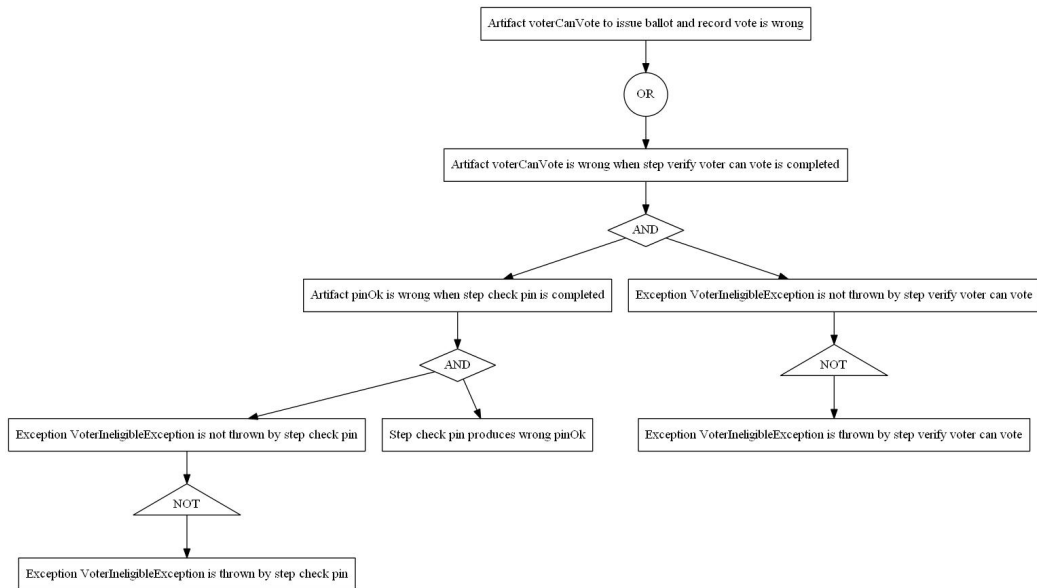 Artifact voterCanVote to issue ballot and record vote is wrong
OR
Artifact voterCanVote is wrong when step verify voter can vote is completed
AND
Artifact pinOk is wrong when step check pin is completed
Exception VoterIneligibleException is not thrown by step verify voter can vote
AND
NOT
Exception VoterIneligibleException is not thrown by step check pin
Step check pin produces wrong pinOk
Exception VoterIneligibleException is thrown by step verify voter can vote
NOT
Exception VoterIneligibleException is thrown by step check pin